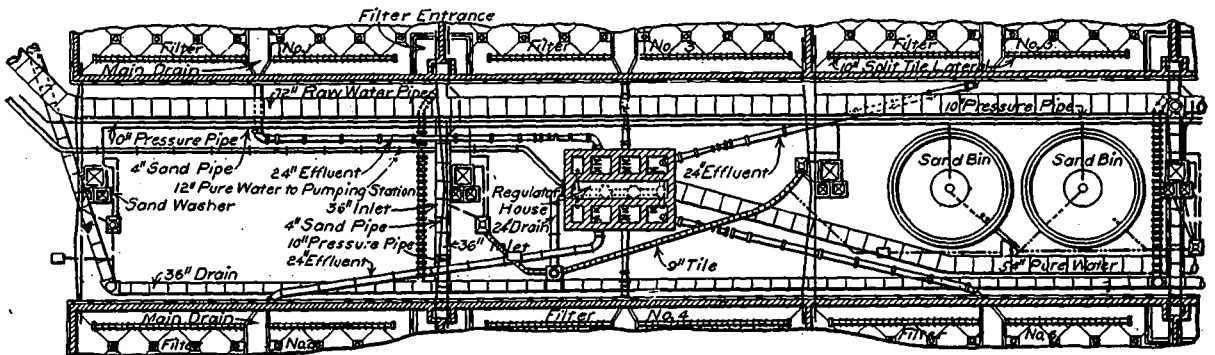 Filter Entrance
Filter No. 1
Filter No. 3
Filter No. 5
Main Drain
10" Split Tile Laterals
72" Raw Water Pipe
10" Pressure Pipe
10" Pressure Pipe
4" Sand Pipe
24" Effluent
12" Pure Water to Pumping Station
Sand Washer
36" Inlet
4" Sand Pipe
10" Pressure Pipe
24" Effluent
36" Inlet
Regulator
House
24" Drain
24" Effluent
Sand Bin
Sand Bin
9" Tile
54" Pure Water
36" Drain
Main Drain
Filter No. 2
Filter No. 4
Filter No. 6